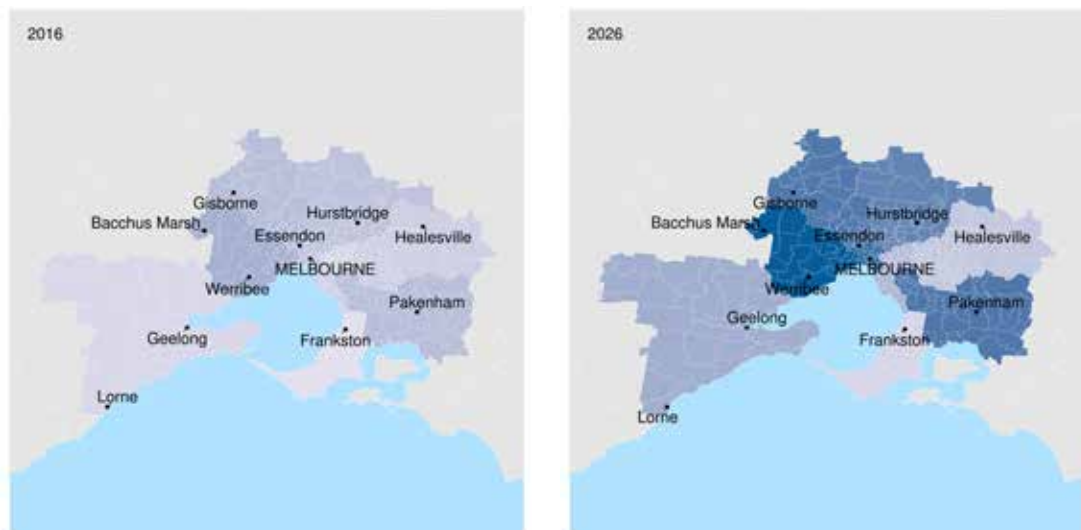 2016
Gisborne
Bacchus Marsh
Hurstbridge
Essendon
Healesville
MELBOURNE
Werribee
Pakenham
Geelong
Frankston
Lorne
2026
Gisborne
Bacchus Marsh
Hurstbridge
Essendon
Healesville
MELBOURNE
Werribee
Pakenham
Geelong
Frankston
Lorne